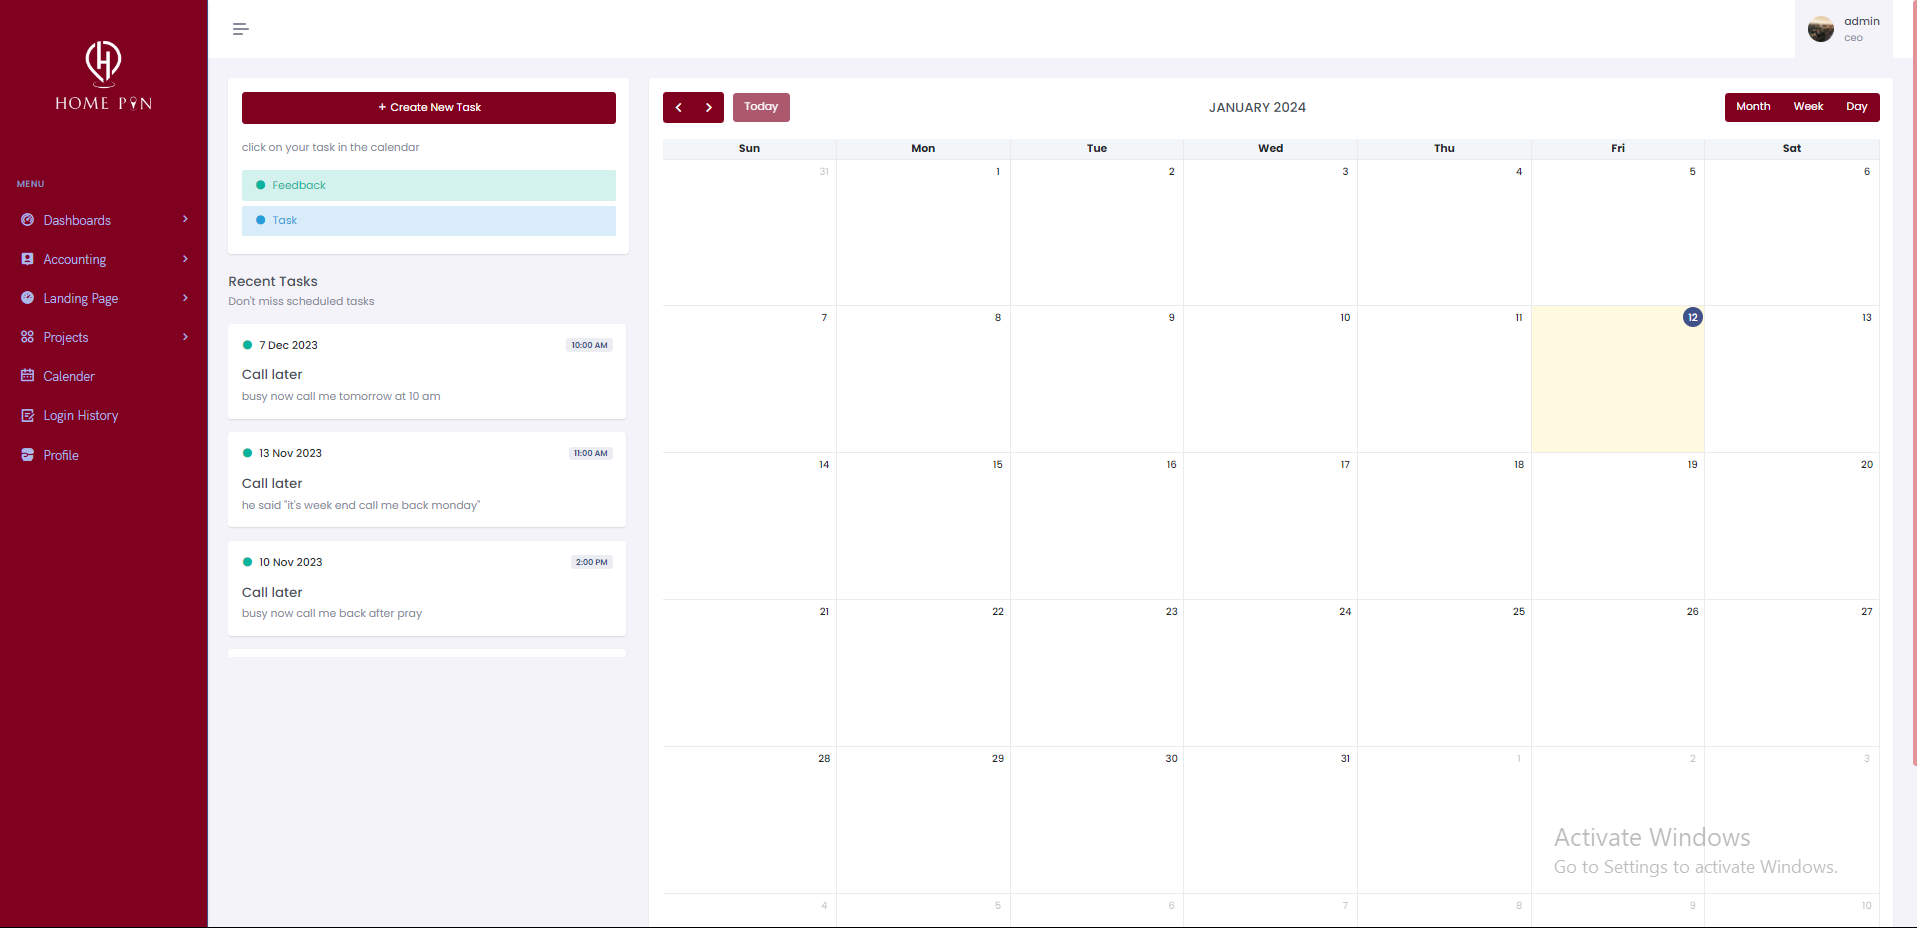 HOME PIN
MENU
Dashboards
Accounting
Landing Page
Projects
Calender
Login History
Profile
admin
ceo
+ Create New Task
click on your task in the calendar
Feedback
Task
Recent Tasks
Don't miss scheduled tasks
7 Dec 2023 10:00 AM
Call later
busy now call me tomorrow at 10 am
13 Nov 2023 11:00 AM
Call later
he said "it's week end call me back monday"
10 Nov 2023 2:00 PM
Call later
busy now call me back after pray
Today JANUARY 2024 Month Week Day
Sun Mon Tue Wed Thu Fri Sat
31 1 2 3 4 5 6
7 8 9 10 11 12 13
14 15 16 17 18 19 20
21 22 23 24 25 26 27
28 29 30 31 1 2 3
Activate Windows
Go to Settings to activate Windows.
4 5 6 7 8 9 10